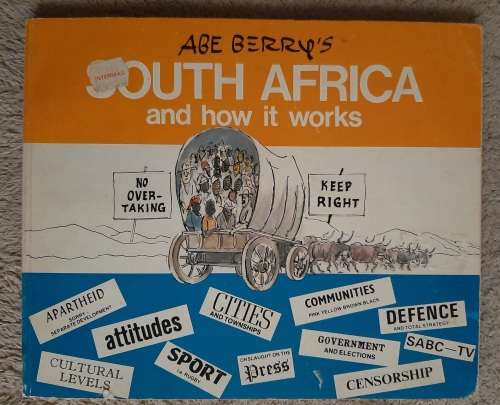 ABE BERRY'S
SOUTH AFRICA
and how it works
NO
OVER-
TAKING
KEEP
RIGHT
APARTHEID
SORRY
SEPARATE DEVELOPMENT
attitudes
CULTURAL
LEVELS
CITIES
AND TOWNSHIPS
SPORT
i.e RUGBY
ONSLAUGHT ON THE
Press
COMMUNITIES
PINK YELLOW BROWN BLACK
GOVERNMENT
AND ELECTIONS
DEFENCE
AND TOTAL STRATEGY
SABC—TV
CENSORSHIP